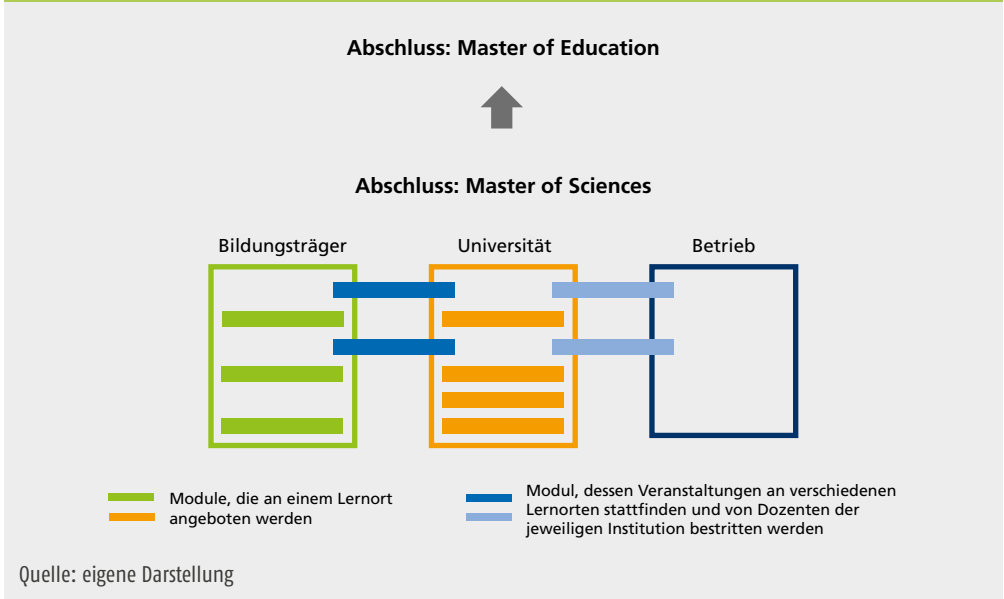 Abschluss: Master of Education
Abschluss: Master of Sciences
Bildungsträger
Universität
Betrieb
Module, die an einem Lernort
angeboten werden
Modul, dessen Veranstaltungen an verschiedenen
Lernorten stattfinden und von Dozenten der
jeweiligen Institution bestritten werden
Quelle: eigene Darstellung